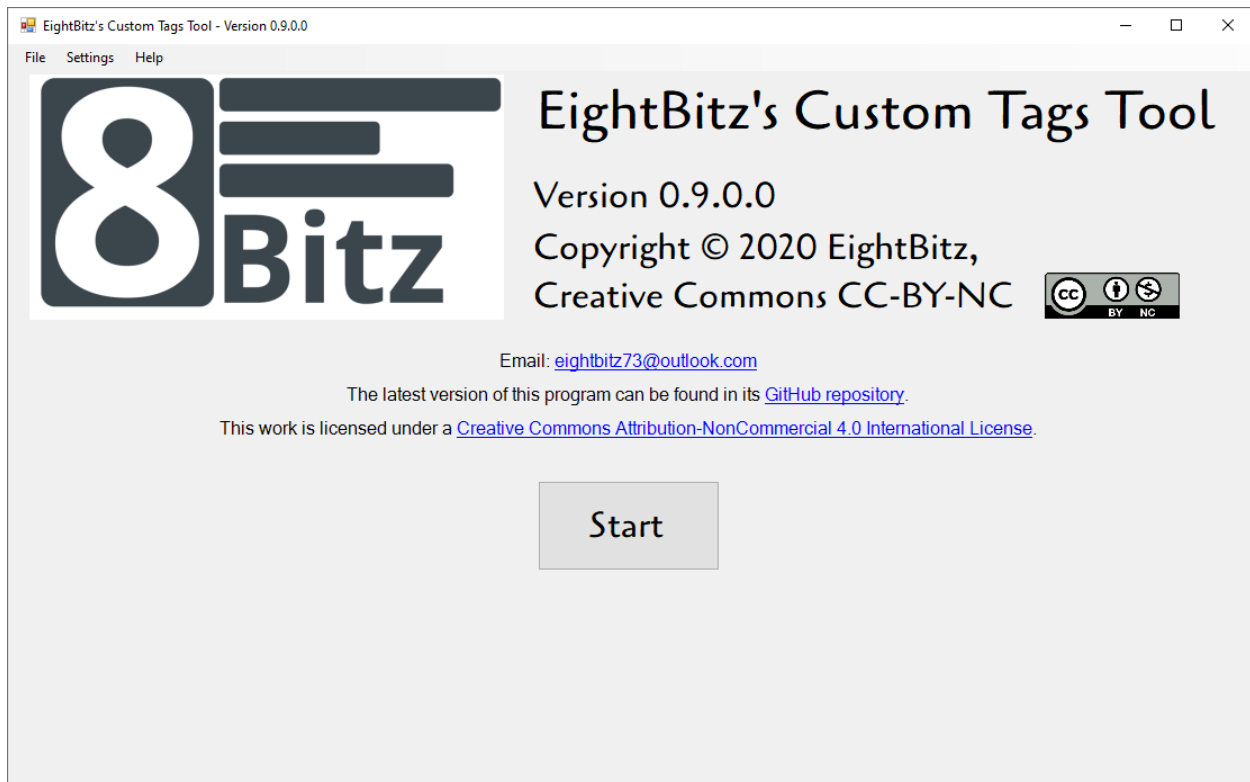 EightBitz's Custom Tags Tool - Version 0.9.0.0
File Settings Help
8
Bitz
EightBitz's Custom Tags Tool
Version 0.9.0.0
Copyright © 2020 EightBitz,
Creative Commons CC-BY-NC
cc
BY NC
Email: eightbitz73@outlook.com
The latest version of this program can be found in its GitHub repository.
This work is licensed under a Creative Commons Attribution-NonCommercial 4.0 International License.
Start